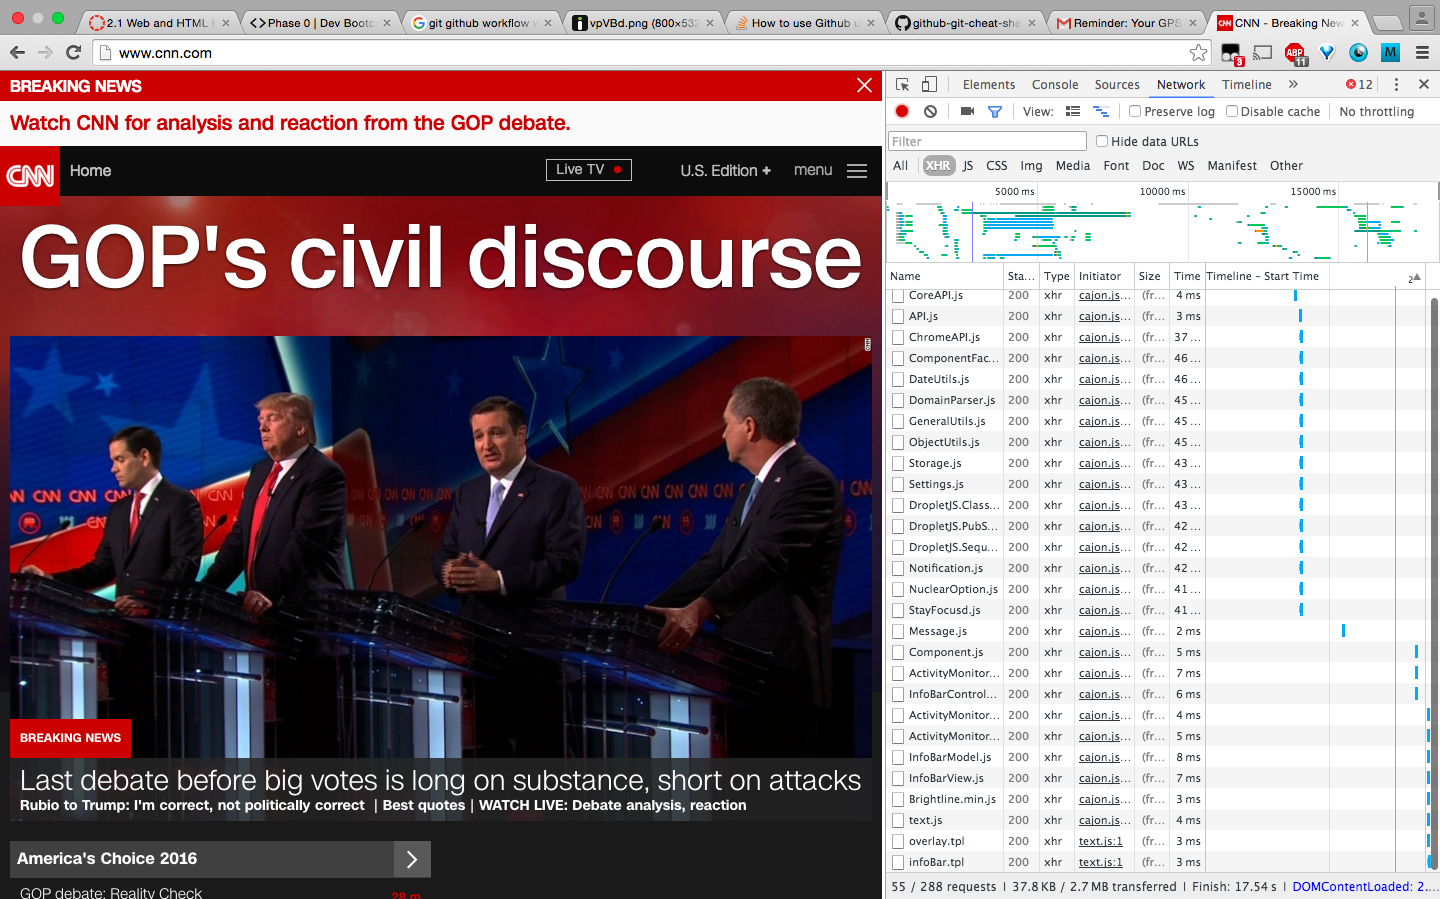 2.1 Web and HTML
Phase 0 | Dev Bootc
git github workflow
vpVBd.png (800×532
How to use Github
github-git-cheat-she
Reminder: Your GPS
CNN - Breaking New
www.cnn.com
3
ABP
11
M
BREAKING NEWS
Watch CNN for analysis and reaction from the GOP debate.
CNN
Home
Live TV
U.S. Edition +
menu
GOP's civil discourse
CNN CNN CNN CNN
BREAKING NEWS
Last debate before big votes is long on substance, short on attacks
Rubio to Trump: I'm correct, not politically correct | Best quotes | WATCH LIVE: Debate analysis, reaction
America's Choice 2016
GOP debate: Reality Check
28 m
Elements Console Sources Network Timeline » 12
View: Preserve log Disable cache No throttling
Filter Hide data URLs
All XHR JS CSS Img Media Font Doc WS Manifest Other
5000 ms 10000 ms 15000 ms
Name Sta... Type Initiator Size Time Timeline – Start Time 2
CoreAPI.js 200 xhr cajon.js... (fr... 4 ms
API.js 200 xhr cajon.js... (fr... 3 ms
ChromeAPI.js 200 xhr cajon.js... (fr... 37 ...
ComponentFac... 200 xhr cajon.js... (fr... 46 ...
DateUtils.js 200 xhr cajon.js... (fr... 46 ...
DomainParser.js 200 xhr cajon.js... (fr... 45 ...
GeneralUtils.js 200 xhr cajon.js... (fr... 45 ...
ObjectUtils.js 200 xhr cajon.js... (fr... 45 ...
Storage.js 200 xhr cajon.js... (fr... 43 ...
Settings.js 200 xhr cajon.js... (fr... 43 ...
DropletJS.Class... 200 xhr cajon.js... (fr... 43 ...
DropletJS.PubS... 200 xhr cajon.js... (fr... 42 ...
DropletJS.Sequ... 200 xhr cajon.js... (fr... 42 ...
Notification.js 200 xhr cajon.js... (fr... 42 ...
NuclearOption.js 200 xhr cajon.js... (fr... 41 ...
StayFocusd.js 200 xhr cajon.js... (fr... 41 ...
Message.js 200 xhr cajon.js... (fr... 2 ms
Component.js 200 xhr cajon.js... (fr... 5 ms
ActivityMonitor... 200 xhr cajon.js... (fr... 7 ms
InfoBarControl... 200 xhr cajon.js... (fr... 6 ms
ActivityMonitor... 200 xhr cajon.js... (fr... 4 ms
ActivityMonitor... 200 xhr cajon.js... (fr... 5 ms
InfoBarModel.js 200 xhr cajon.js... (fr... 8 ms
InfoBarView.js 200 xhr cajon.js... (fr... 7 ms
Brightline.min.js 200 xhr cajon.js... (fr... 3 ms
text.js 200 xhr cajon.js... (fr... 4 ms
overlay.tpl 200 xhr text.js:1 (fr... 3 ms
infoBar.tpl 200 xhr text.js:1 (fr... 3 ms
55 / 288 requests | 37.8 KB / 2.7 MB transferred | Finish: 17.54 s | DOMContentLoaded: 2....